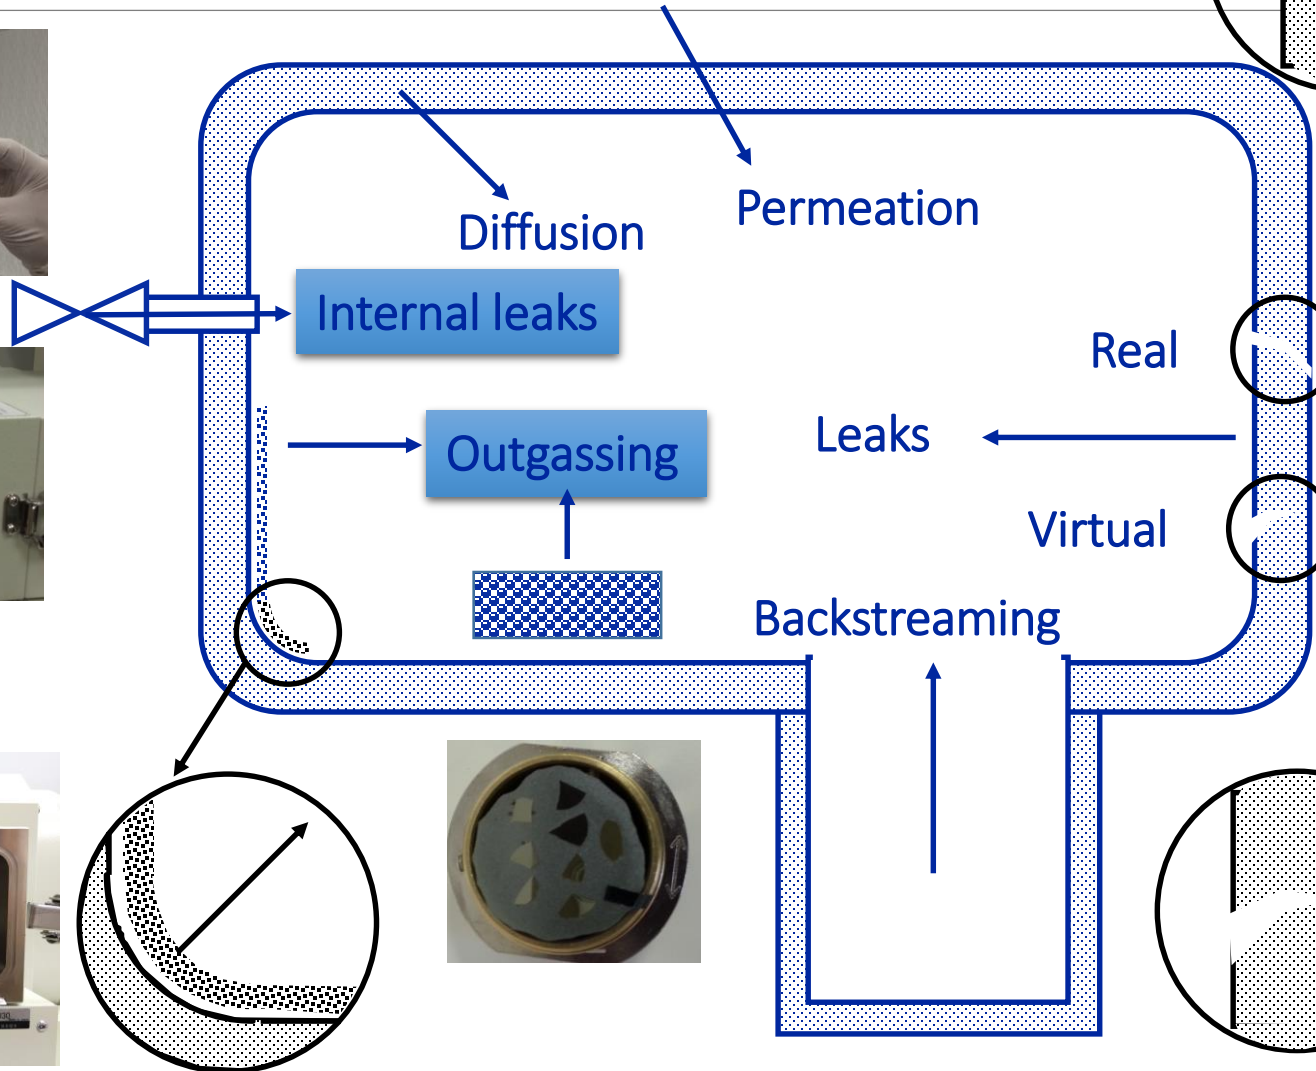 Permeation
Diffusion
Internal leaks
Real
Leaks
Outgassing
Virtual
Backstreaming